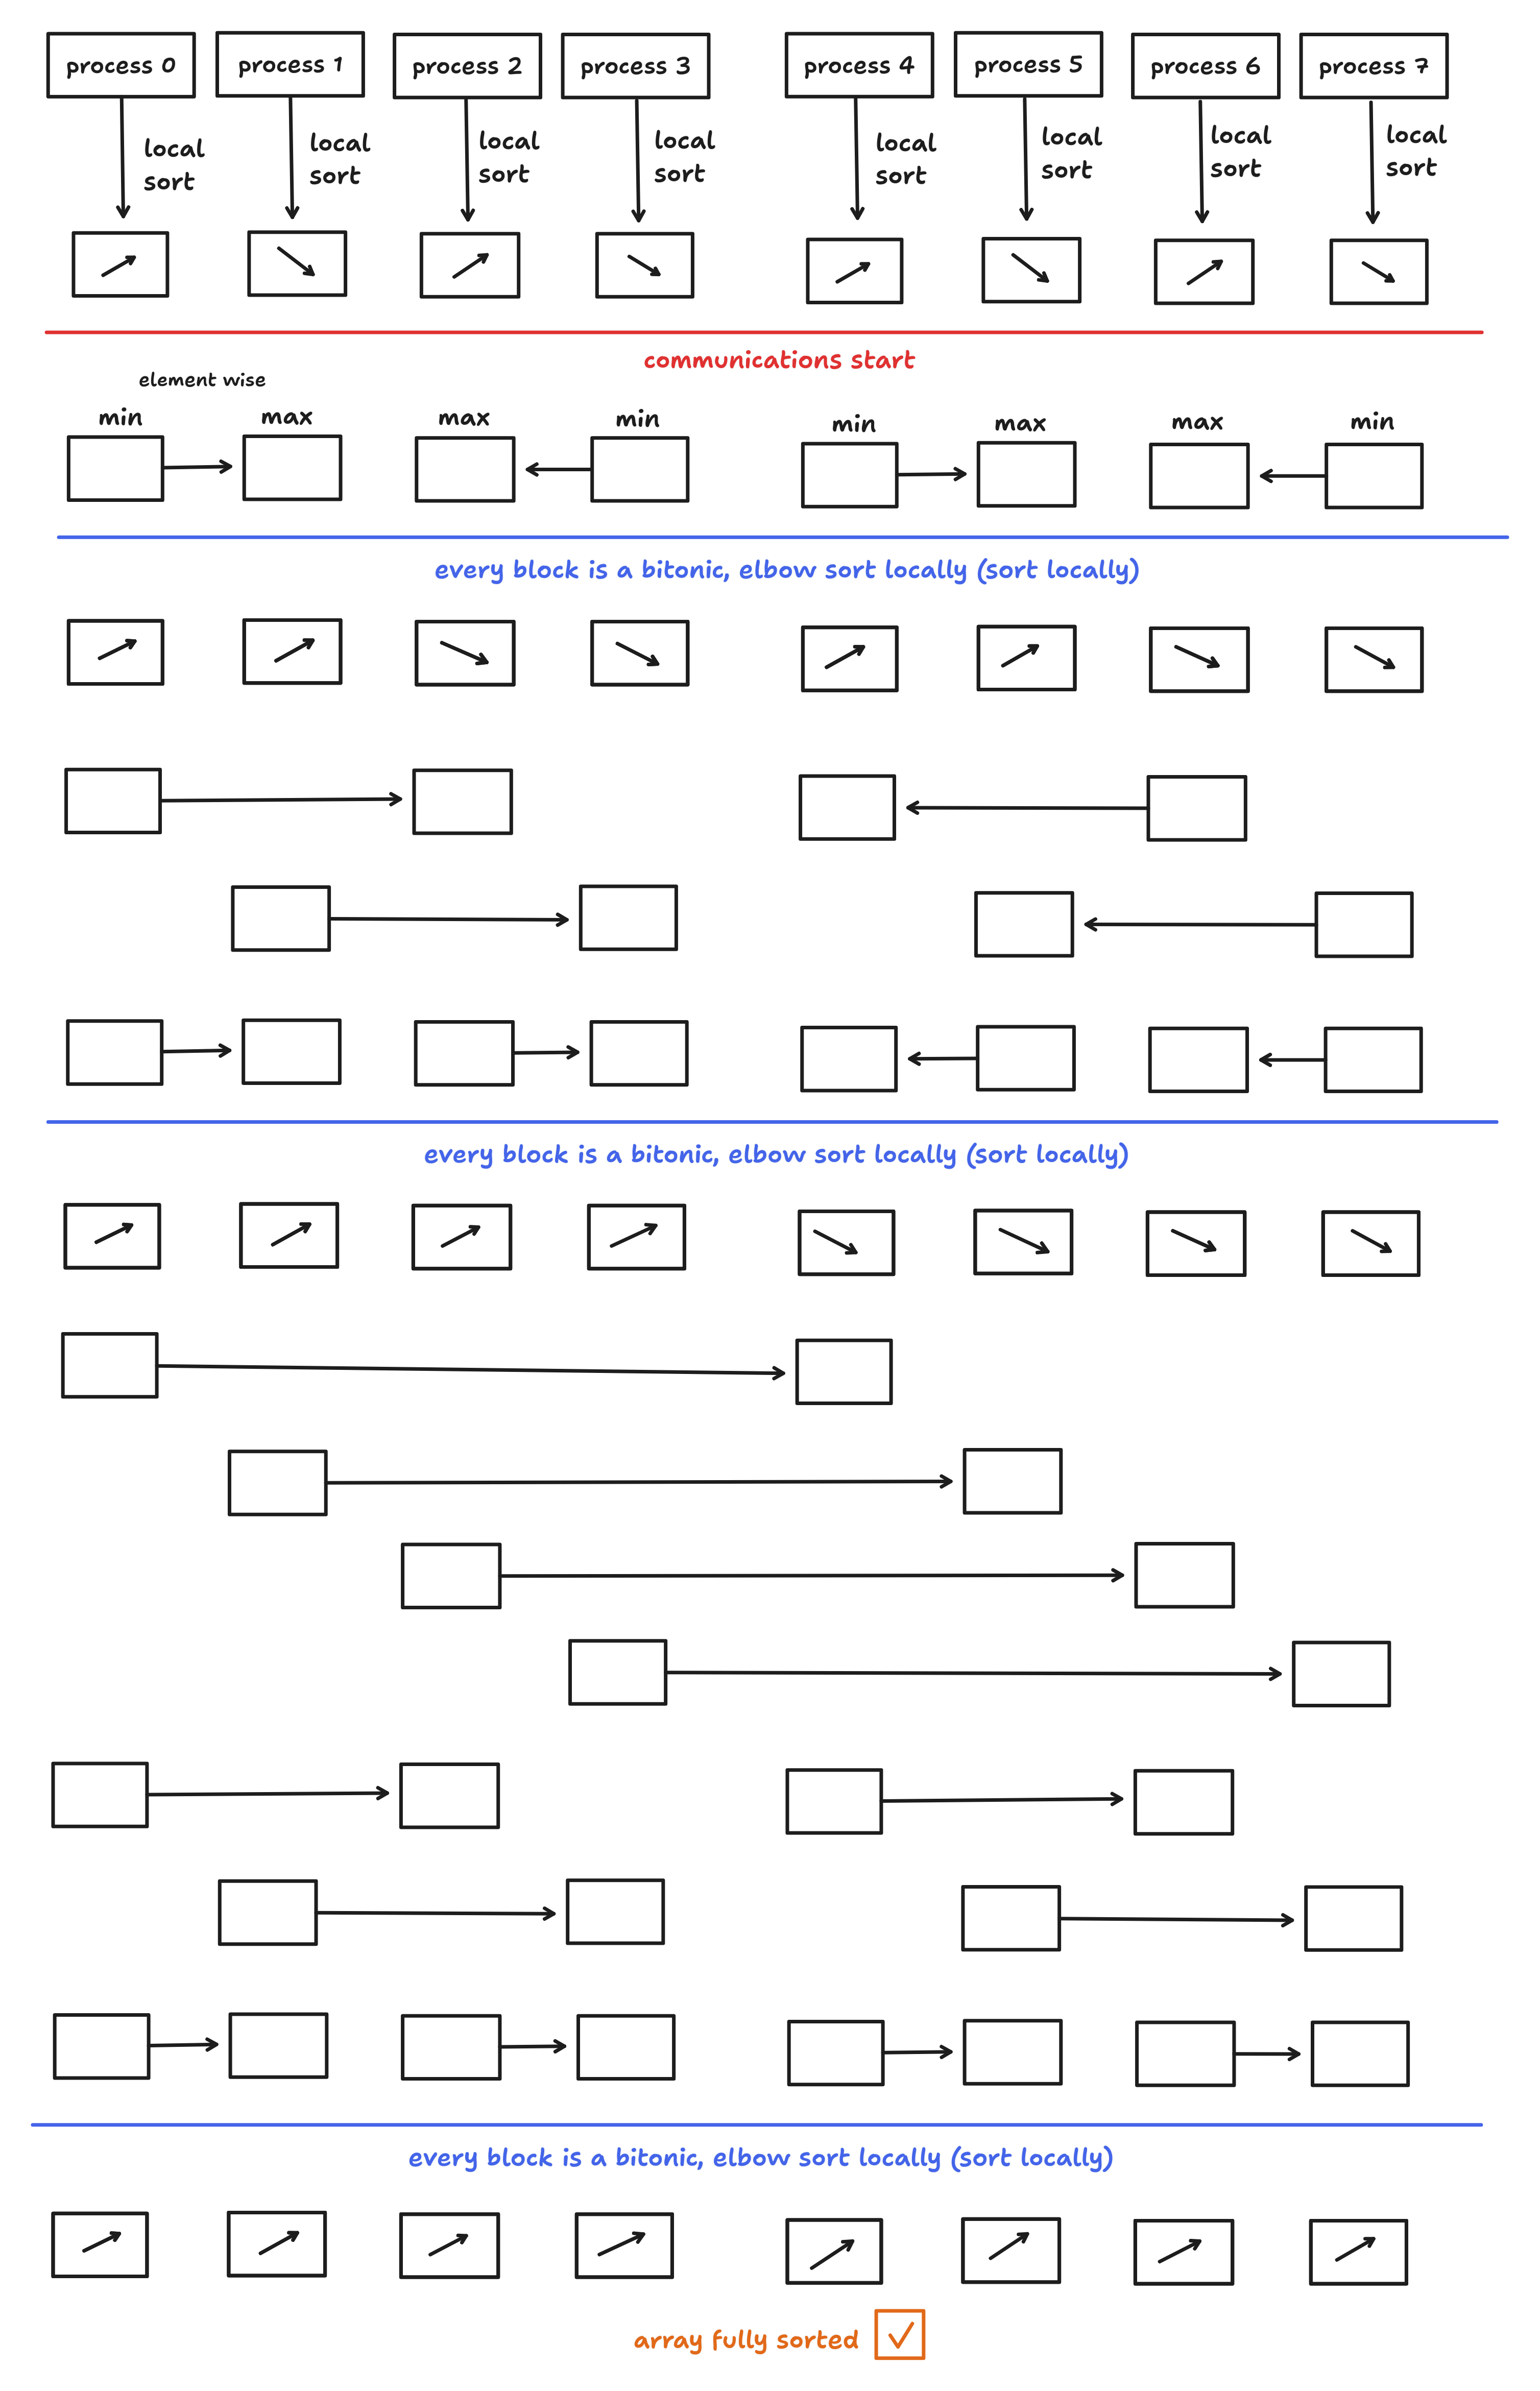 process 0
process 1
process 2
process 3
process 4
process 5
process 6
process 7
local
sort
local
sort
local
sort
local
sort
local
sort
local
sort
local
sort
local
sort
communications start
element wise
min
max
max
min
min
max
max
min
every block is a bitonic, elbow sort locally (sort locally)
every block is a bitonic, elbow sort locally (sort locally)
every block is a bitonic, elbow sort locally (sort locally)
array fully sorted